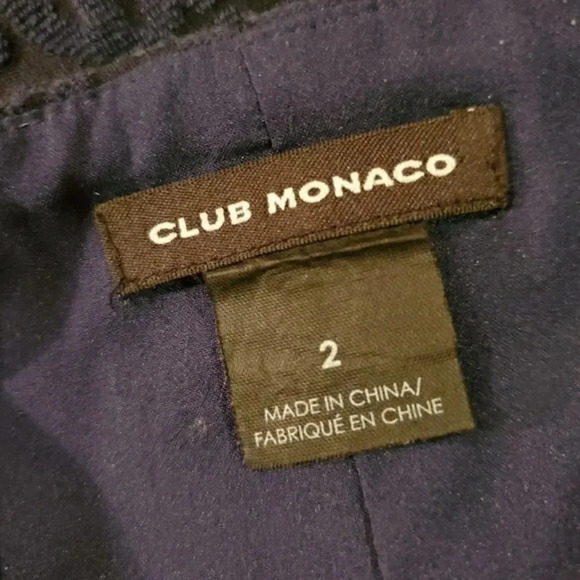 CLUB MONACO
2
MADE IN CHINA/
FABRIQUÉ EN CHINE